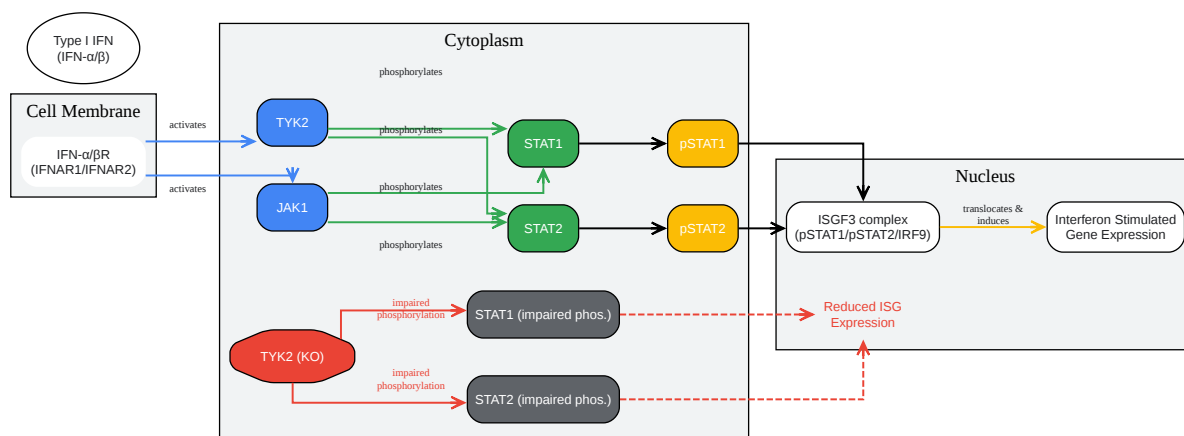 Type I IFN
(IFN-α/β)
Cell Membrane
IFN-α/βR
(IFNAR1/IFNAR2)
activates
activates
Cytoplasm
phosphorylates
TYK2
phosphorylates
STAT1
pSTAT1
phosphorylates
JAK1
STAT2
pSTAT2
phosphorylates
Nucleus
ISGF3 complex
(pSTAT1/pSTAT2/IRF9)
translocates &
induces
Interferon Stimulated
Gene Expression
impaired
phosphorylation
STAT1 (impaired phos.)
Reduced ISG
Expression
TYK2 (KO)
impaired
phosphorylation
STAT2 (impaired phos.)